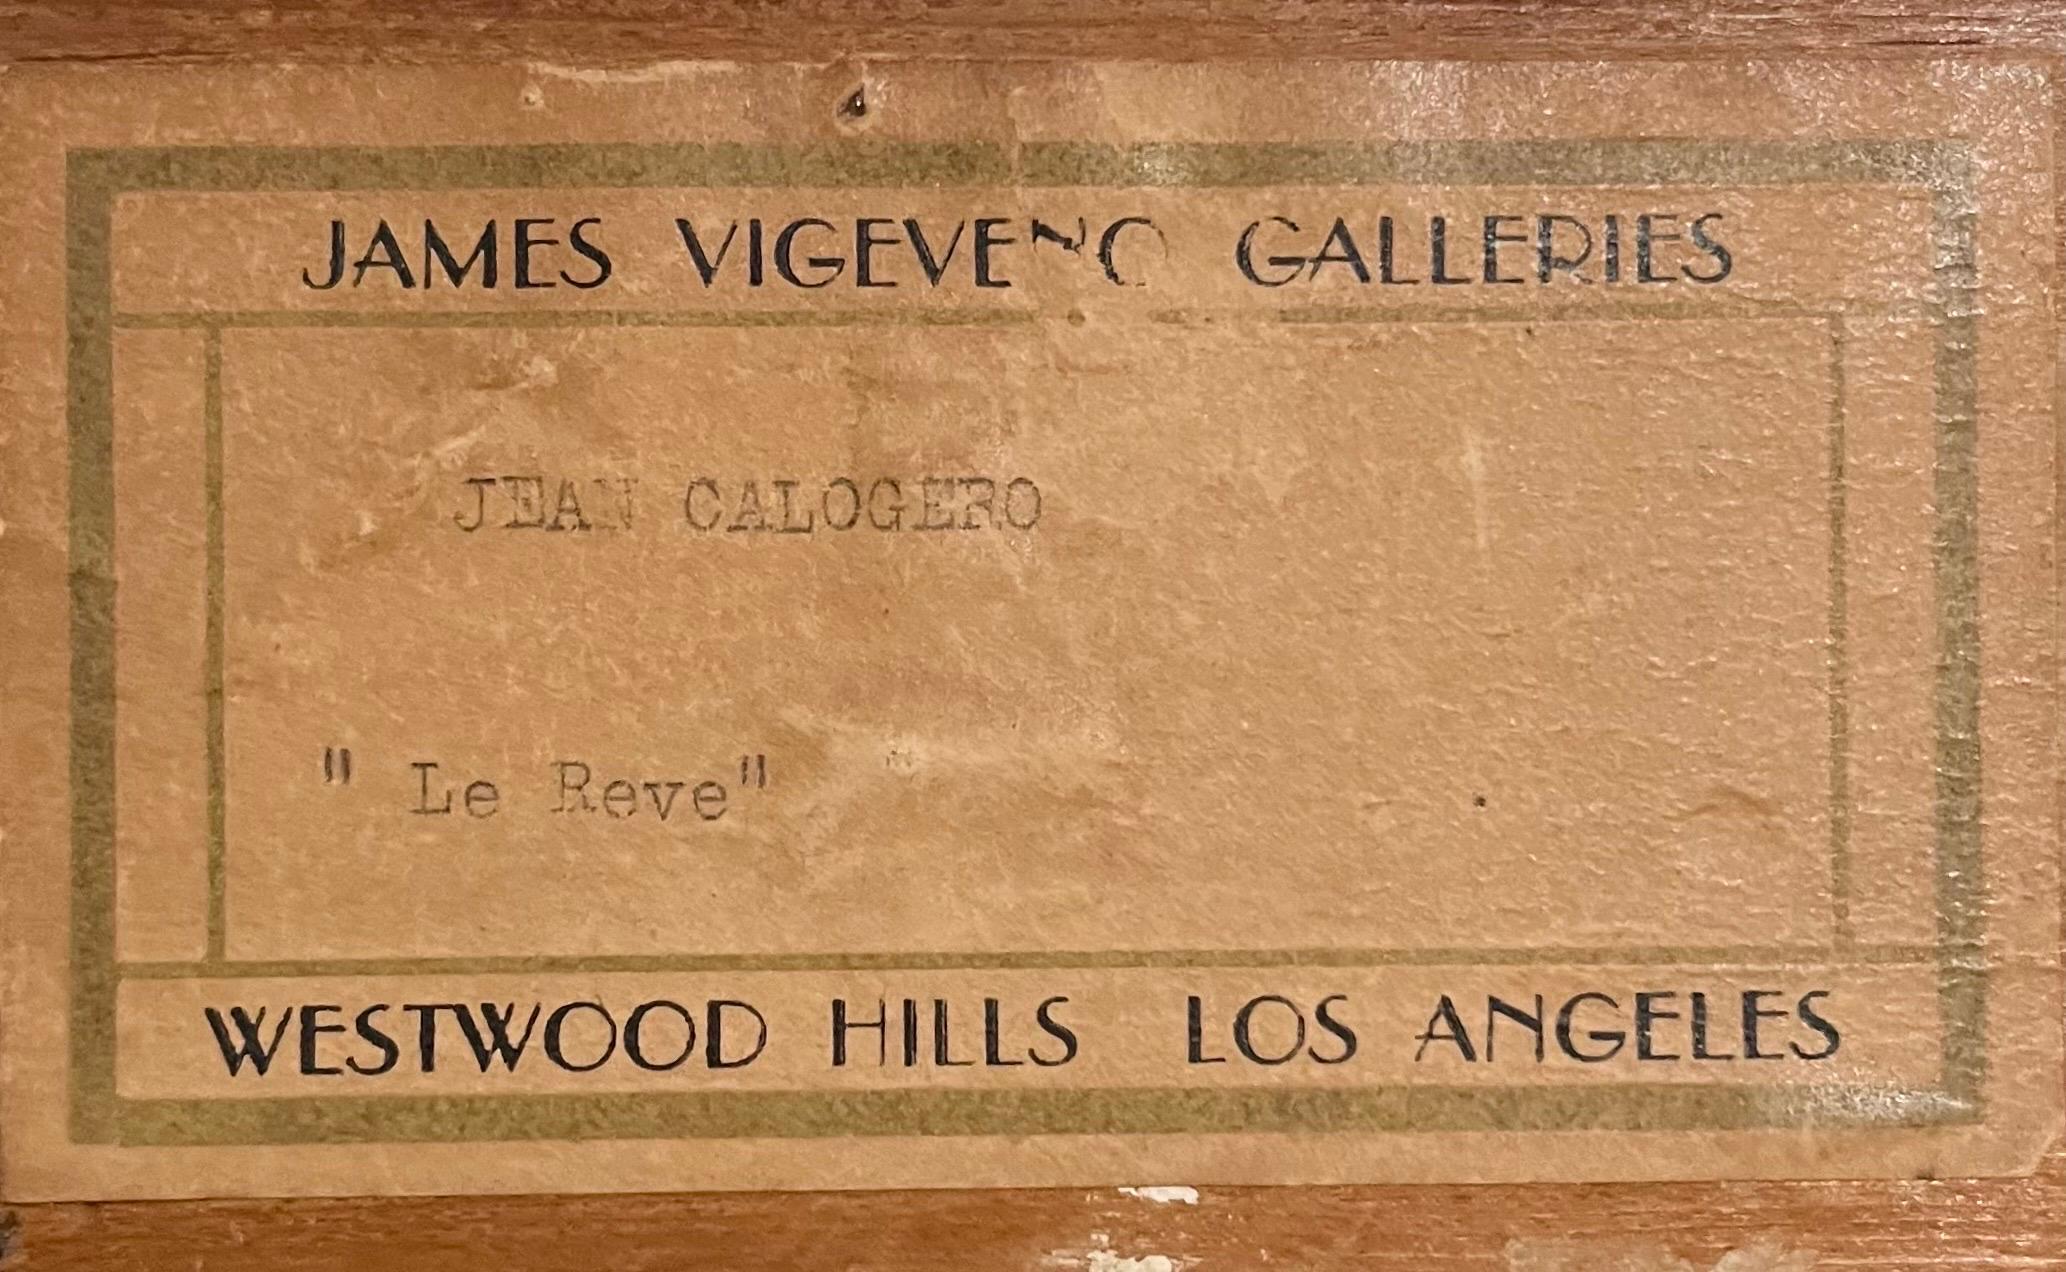 JAMES VIGEVENO GALLERIES
JEAN CALOGERO
" Le Reve"
WESTWOOD HILLS LOS ANGELES